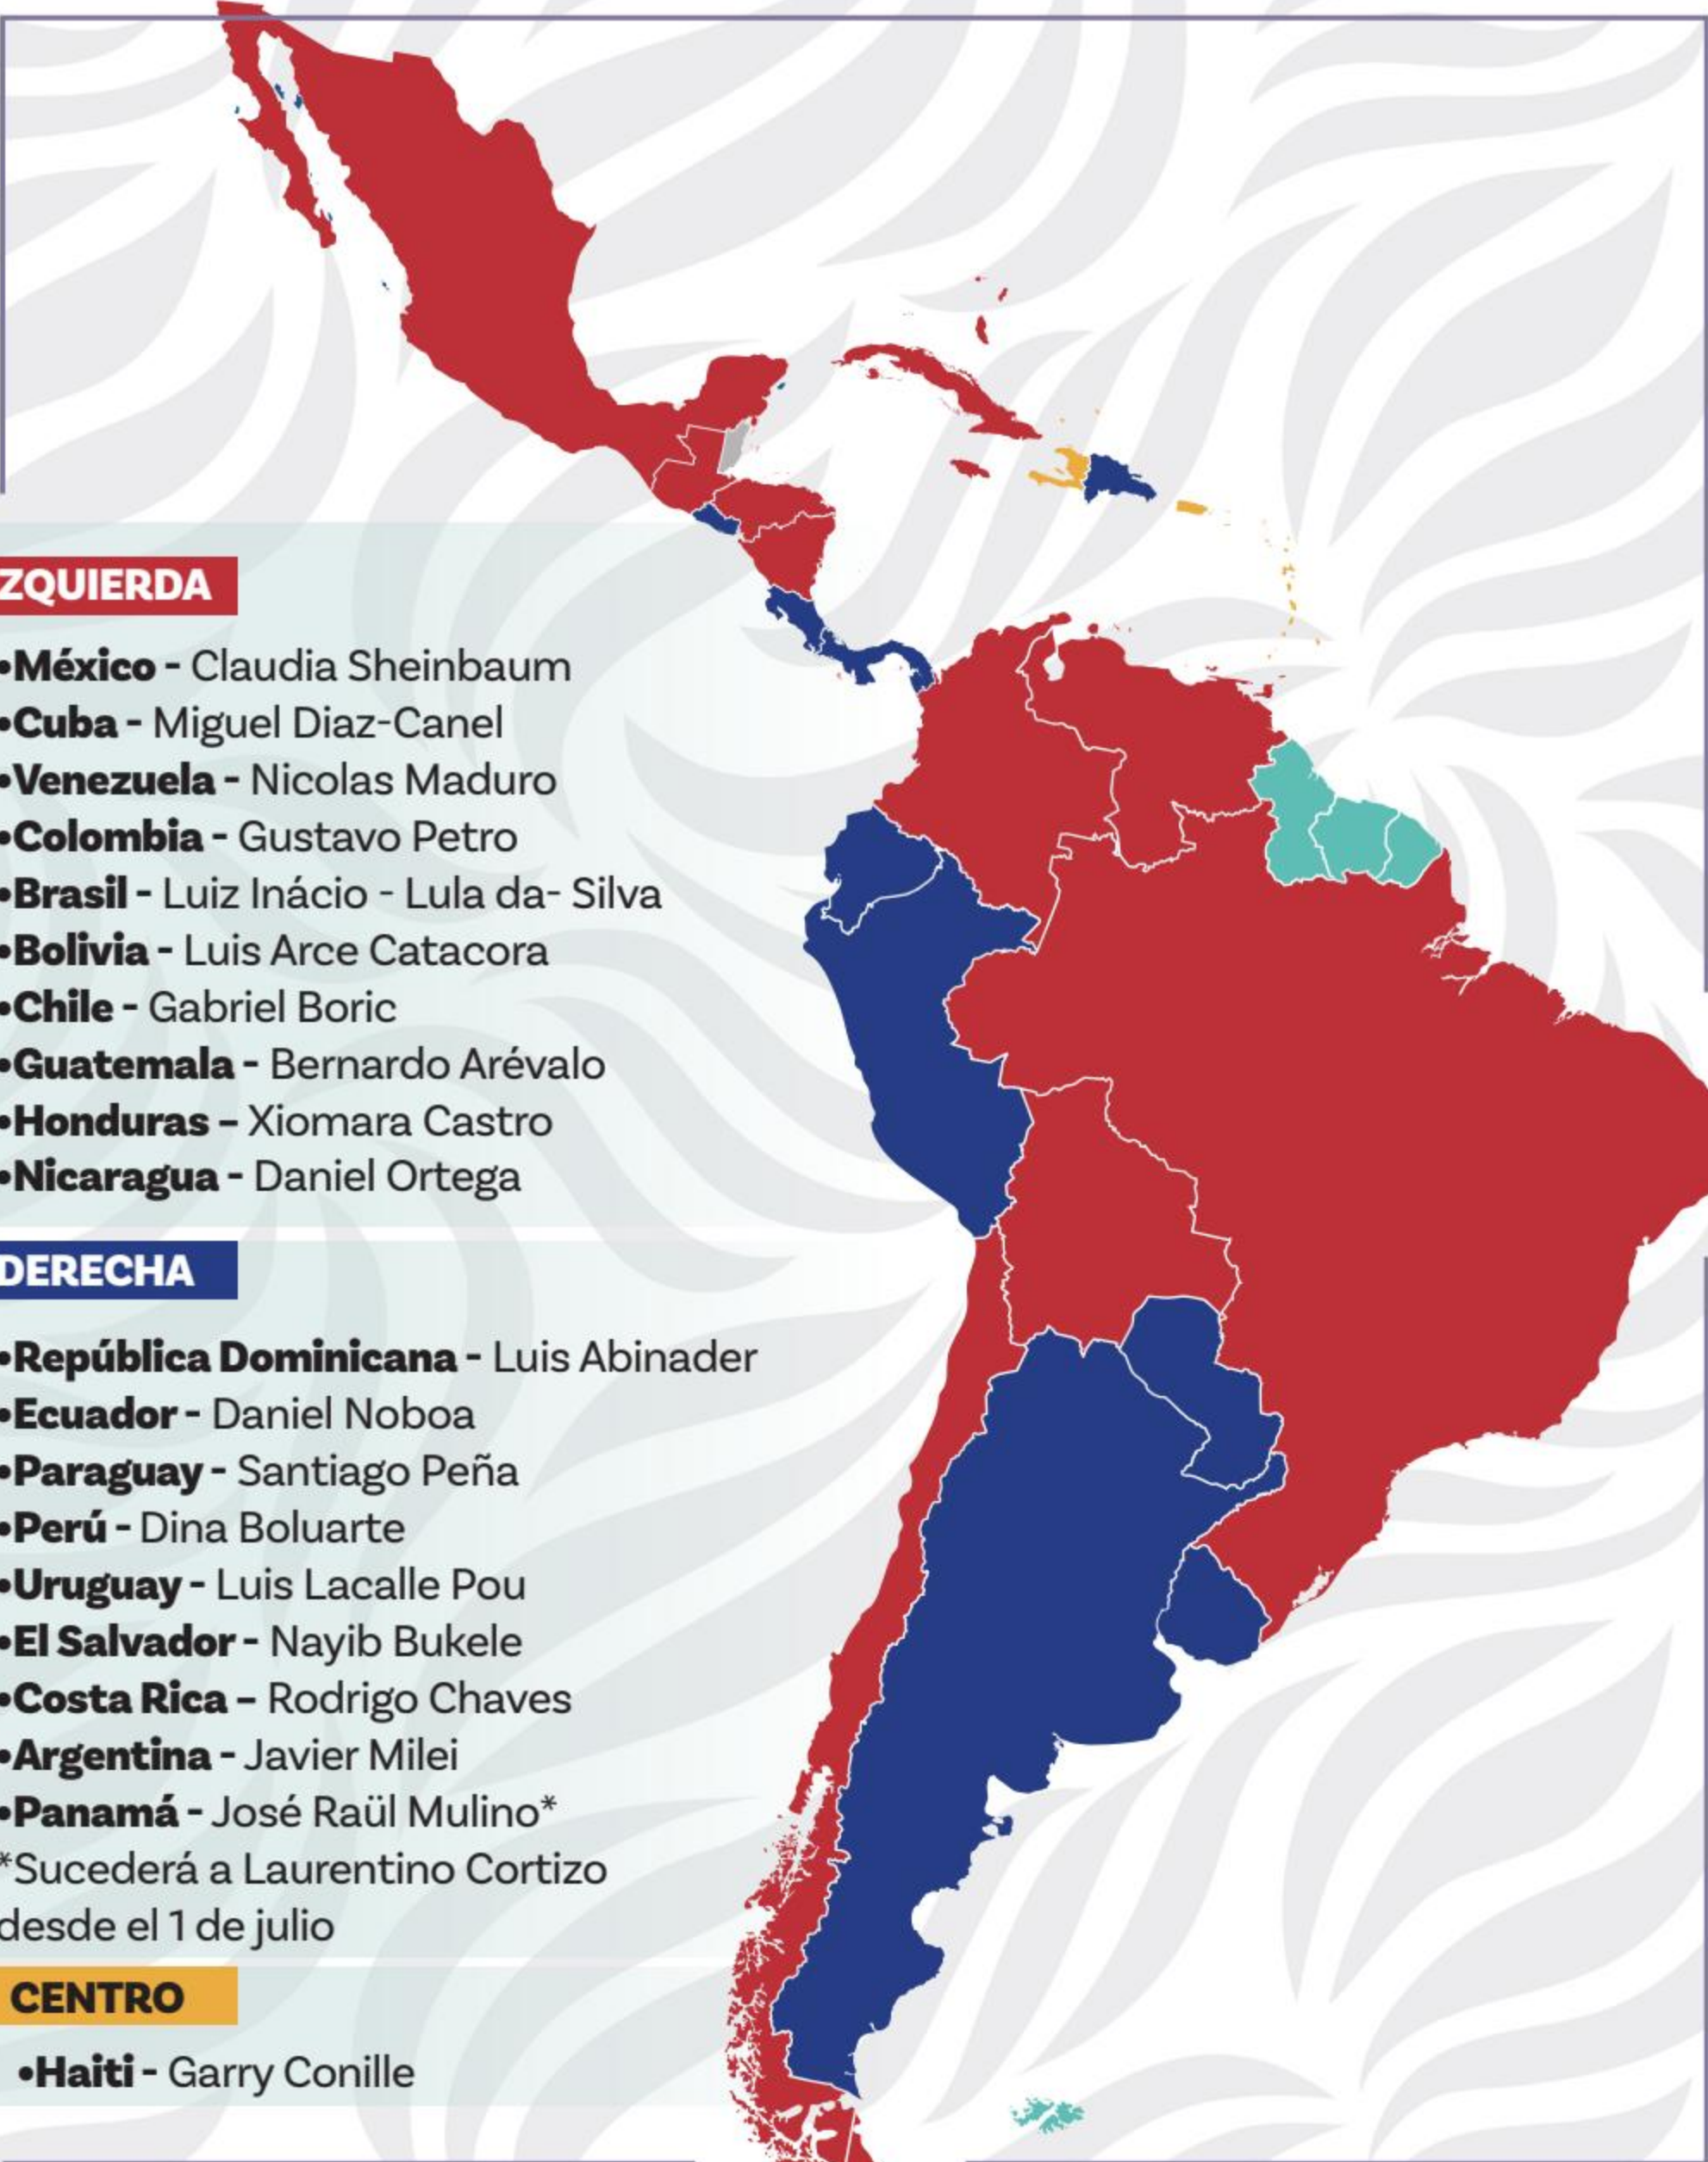 ZQUIERDA
•México - Claudia Sheinbaum
•Cuba - Miguel Diaz-Canel
•Venezuela - Nicolas Maduro
•Colombia - Gustavo Petro
•Brasil - Luiz Inácio - Lula da- Silva
•Bolivia - Luis Arce Catacora
•Chile - Gabriel Boric
•Guatemala - Bernardo Arévalo
•Honduras – Xiomara Castro
•Nicaragua - Daniel Ortega
DERECHA
•República Dominicana - Luis Abinader
•Ecuador - Daniel Noboa
•Paraguay - Santiago Peña
•Perú - Dina Boluarte
•Uruguay - Luis Lacalle Pou
•El Salvador - Nayib Bukele
•Costa Rica – Rodrigo Chaves
•Argentina - Javier Milei
•Panamá - José Raül Mulino*
*Sucederá a Laurentino Cortizo
desde el 1 de julio
CENTRO
•Haiti - Garry Conille